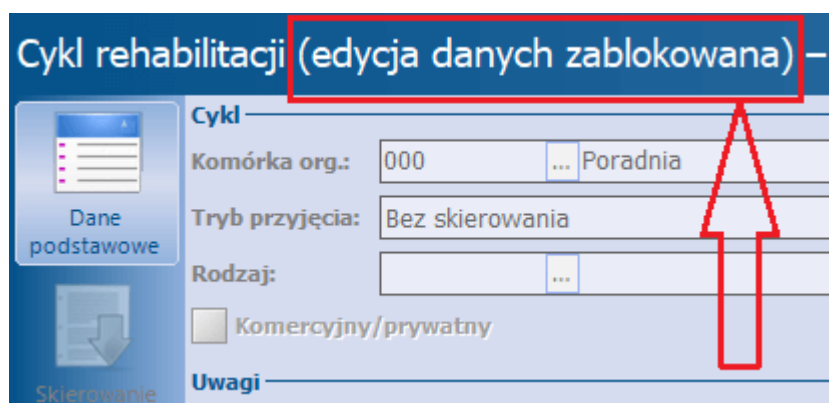 Cykl rehabilitacji (edycja danych zablokowana) –
Cykl
Komórka org.: 000 ... Poradnia
Dane podstawowe
Tryb przyjęcia: Bez skierowania
Rodzaj: ...
Komercyjny/prywatny
Skierowanie
Uwagi